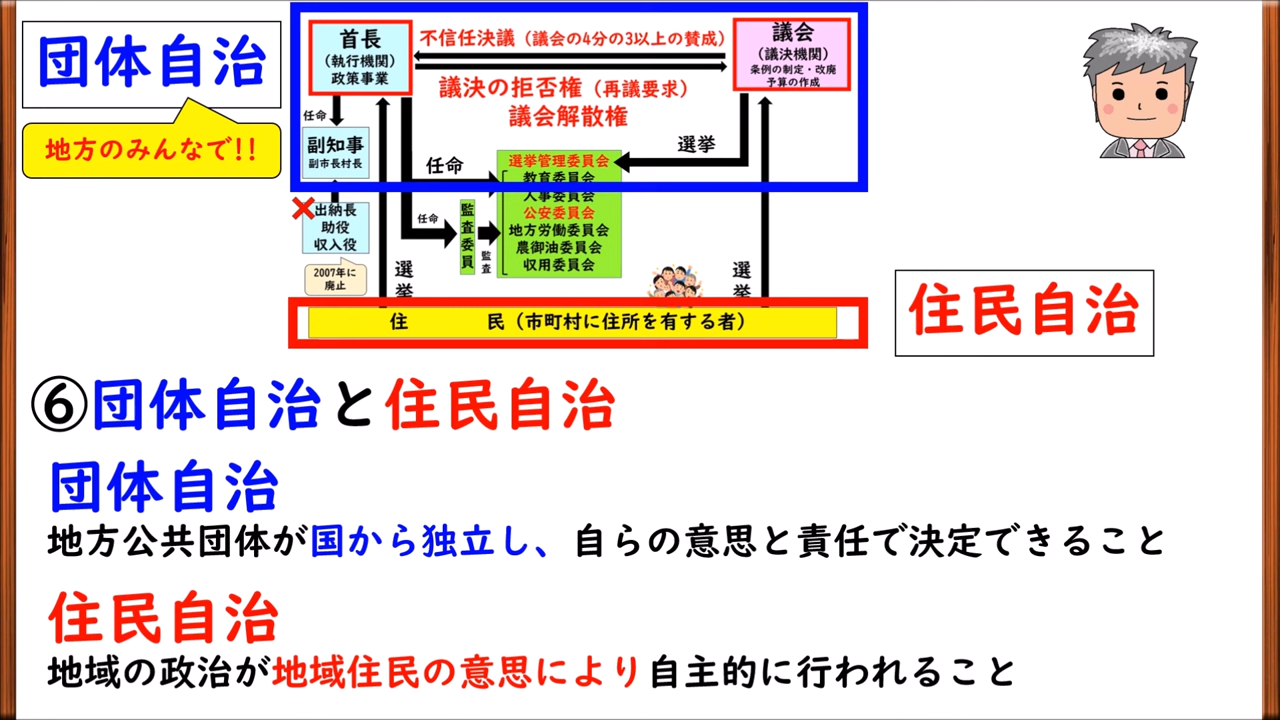 団体自治
地方のみんなで!!
首長
(執行機関)
政策事業
不信任決議(議会の4分の3以上の賛成)
議決の拒否権(再議要求)
議会解散権
議会
(議決機関)
条例の制定・改廃
予算の作成
任命
副知事
副市長村長
任命
選挙
選挙管理委員会
教育委員会
人事委員会
公安委員会
地方労働委員会
農御油委員会
収用委員会
出納長
助役
収入役
2007年に
廃止
任命
監査委員
監査
選挙
選挙
住 民(市町村に住所を有する者)
住民自治
⑥団体自治と住民自治
団体自治
地方公共団体が国から独立し、自らの意思と責任で決定できること
住民自治
地域の政治が地域住民の意思により自主的に行われること